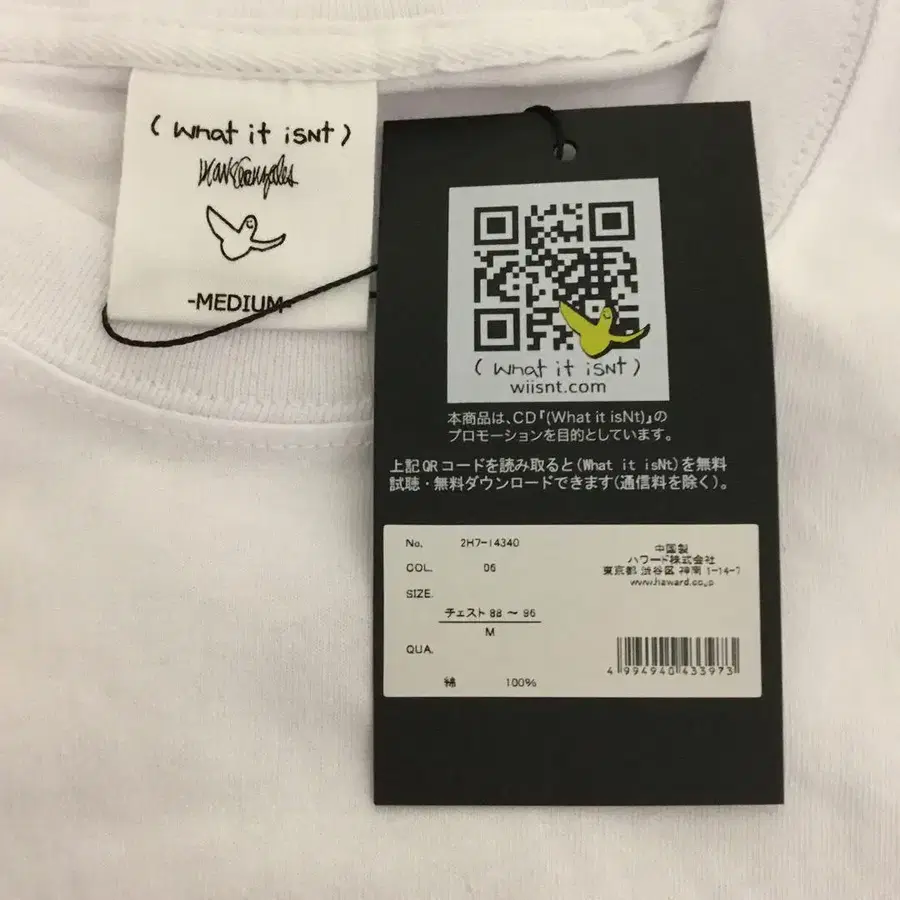 ( What it iSNt )
MarkGonzales
-MEDIUM-
( What it iSNt )
wiisnt.com
本商品は、CD『(What it isNt)』の
プロモーションを目的としています。
上記QRコードを読み取ると(What it isNt)を無料
試聴・無料ダウンロードできます(通信料を除く)。
No. 2H7-14340
COL. 06
SIZE.
チェスト 88 ～ 96
M
QUA.
綿 100%
中国製
ハワード株式会社
東京都 渋谷区 神南 1-14-7
www.haward.co.jp
4 994940 433973